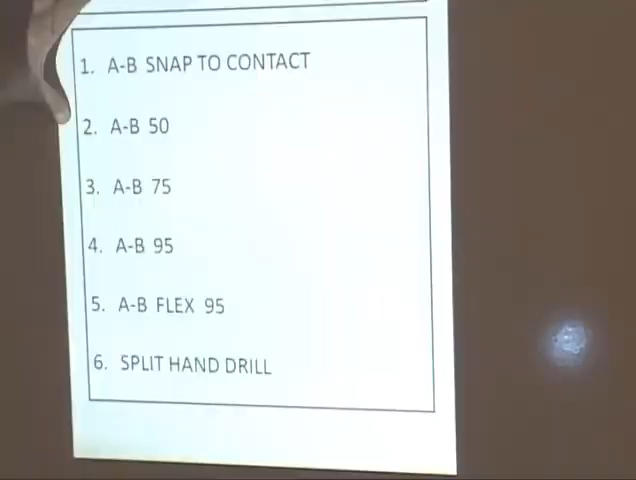 1. A-B SNAP TO CONTACT
2. A-B 50
3. A-B 75
4. A-B 95
5. A-B FLEX 95
6. SPLIT HAND DRILL